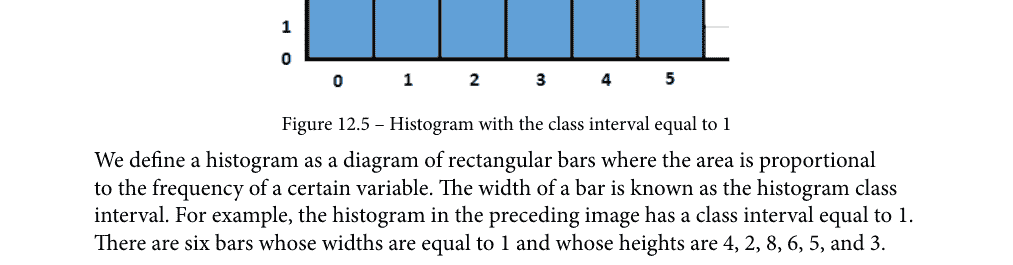 1
0
0 1 2 3 4 5
Figure 12.5 – Histogram with the class interval equal to 1
We define a histogram as a diagram of rectangular bars where the area is proportional
to the frequency of a certain variable. The width of a bar is known as the histogram class
interval. For example, the histogram in the preceding image has a class interval equal to 1.
There are six bars whose widths are equal to 1 and whose heights are 4, 2, 8, 6, 5, and 3.